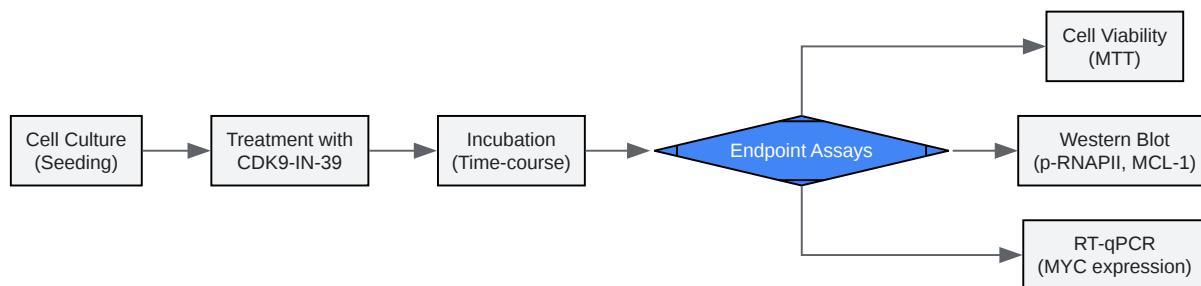 Cell Culture
(Seeding)
Treatment with
CDK9-IN-39
Incubation
(Time-course)
Endpoint Assays
Cell Viability
(MTT)
Western Blot
(p-RNAPII, MCL-1)
RT-qPCR
(MYC expression)